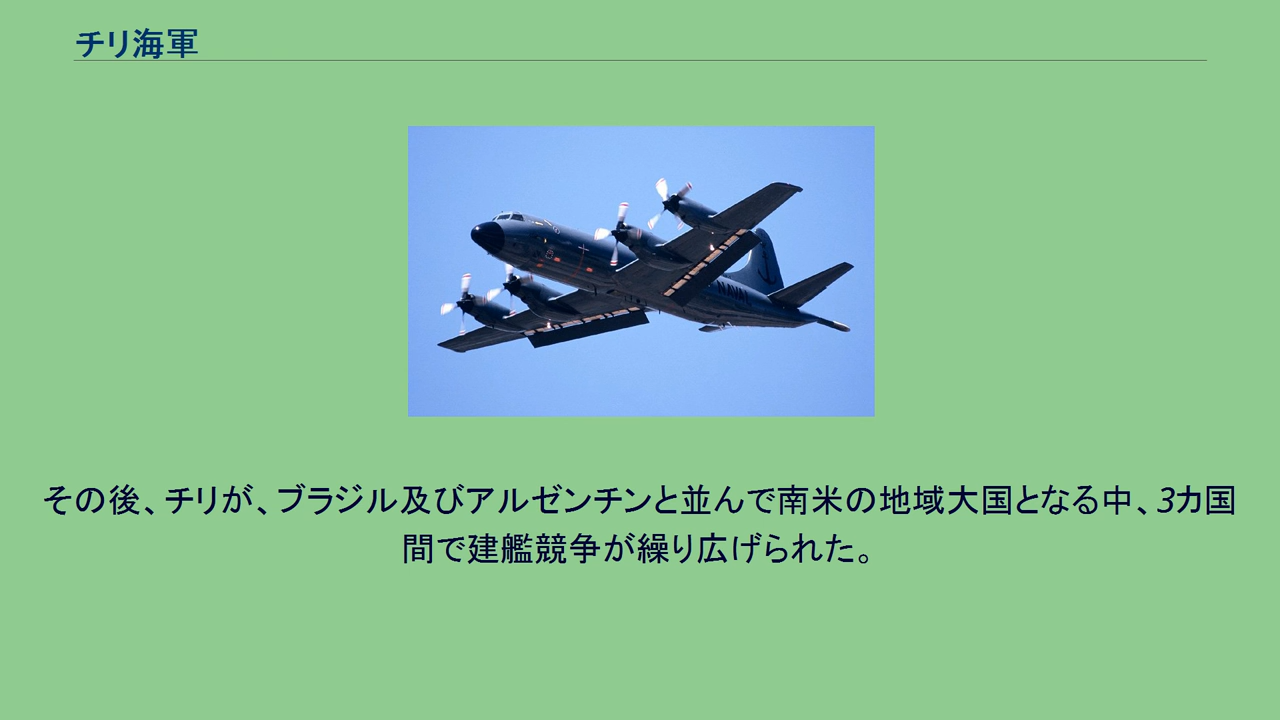 チリ海軍
その後、チリが、ブラジル及びアルゼンチンと並んで南米の地域大国となる中、3カ国
間で建艦競争が繰り広げられた。